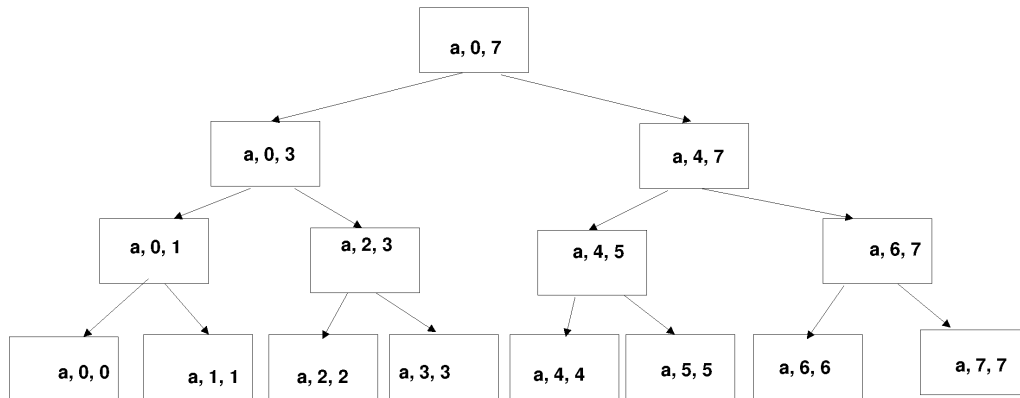 a, 0, 7
a, 0, 3
a, 4, 7
a, 0, 1
a, 2, 3
a, 4, 5
a, 6, 7
a, 0, 0
a, 1, 1
a, 2, 2
a, 3, 3
a, 4, 4
a, 5, 5
a, 6, 6
a, 7, 7